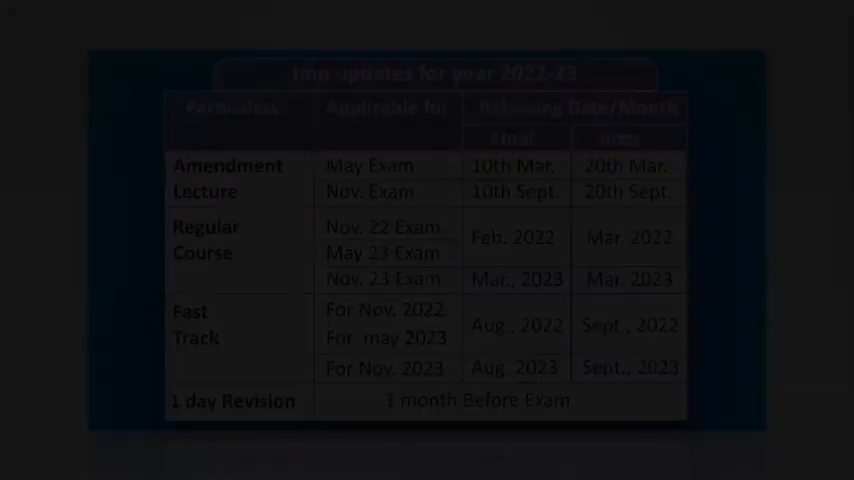 Imp updates for year 2022-23
Particulars Applicable for Releasing Date/Month
Final Inter
Amendment Lecture May Exam 10th Mar. 20th Mar.
Nov. Exam 10th Sept. 20th Sept.
Regular Course Nov. 22 Exam Feb. 2022 Mar. 2022
May 23 Exam
Nov. 23 Exam Mar., 2023 Mar. 2023
Fast Track For Nov. 2022 Aug., 2022 Sept., 2022
For may 2023
For Nov. 2023 Aug. 2023 Sept., 2023
1 day Revision 1 month Before Exam